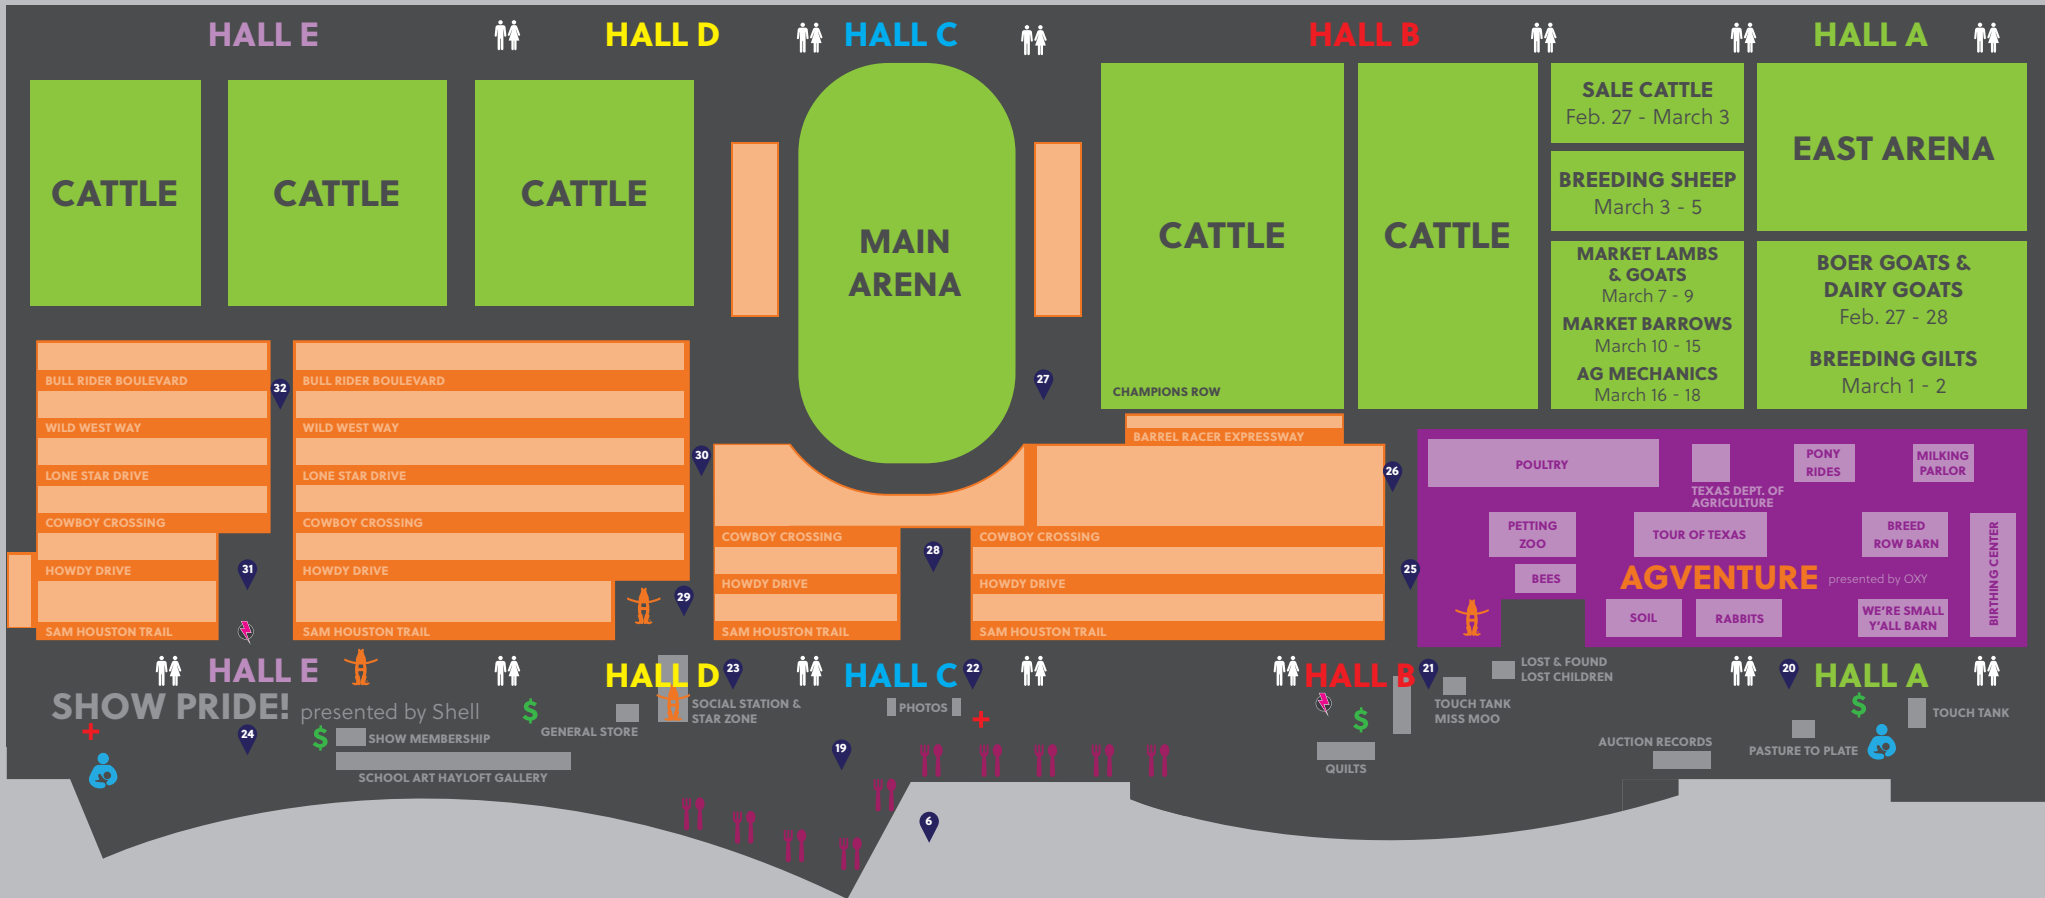 HALL E
HALL D
HALL C
HALL B
HALL A
CATTLE
CATTLE
CATTLE
MAIN
ARENA
CATTLE
CHAMPIONS ROW
CATTLE
SALE CATTLE
Feb. 27 - March 3
BREEDING SHEEP
March 3 - 5
MARKET LAMBS
& GOATS
March 7 - 9
MARKET BARROWS
March 10 - 15
AG MECHANICS
March 16 - 18
EAST ARENA
BOER GOATS &
DAIRY GOATS
Feb. 27 - 28
BREEDING GILTS
March 1 - 2
BULL RIDER BOULEVARD
WILD WEST WAY
LONE STAR DRIVE
COWBOY CROSSING
HOWDY DRIVE
SAM HOUSTON TRAIL
32
31
BULL RIDER BOULEVARD
WILD WEST WAY
LONE STAR DRIVE
COWBOY CROSSING
HOWDY DRIVE
SAM HOUSTON TRAIL
30
29
27
COWBOY CROSSING
HOWDY DRIVE
SAM HOUSTON TRAIL
28
BARREL RACER EXPRESSWAY
COWBOY CROSSING
HOWDY DRIVE
SAM HOUSTON TRAIL
26
25
POULTRY
TEXAS DEPT. OF
AGRICULTURE
PONY
RIDES
MILKING
PARLOR
PETTING
ZOO
TOUR OF TEXAS
BREED
ROW BARN
BIRTHING CENTER
BEES
AGVENTURE presented by OXY
SOIL
RABBITS
WE'RE SMALL
Y'ALL BARN
HALL E
HALL D
23
HALL C
22
HALL B
21
LOST & FOUND
LOST CHILDREN
20
HALL A
SHOW PRIDE! presented by Shell
24
$
SHOW MEMBERSHIP
SCHOOL ART HAYLOFT GALLERY
$
GENERAL STORE
SOCIAL STATION &
STAR ZONE
PHOTOS
19
6
$
QUILTS
TOUCH TANK
MISS MOO
AUCTION RECORDS
PASTURE TO PLATE
$
TOUCH TANK